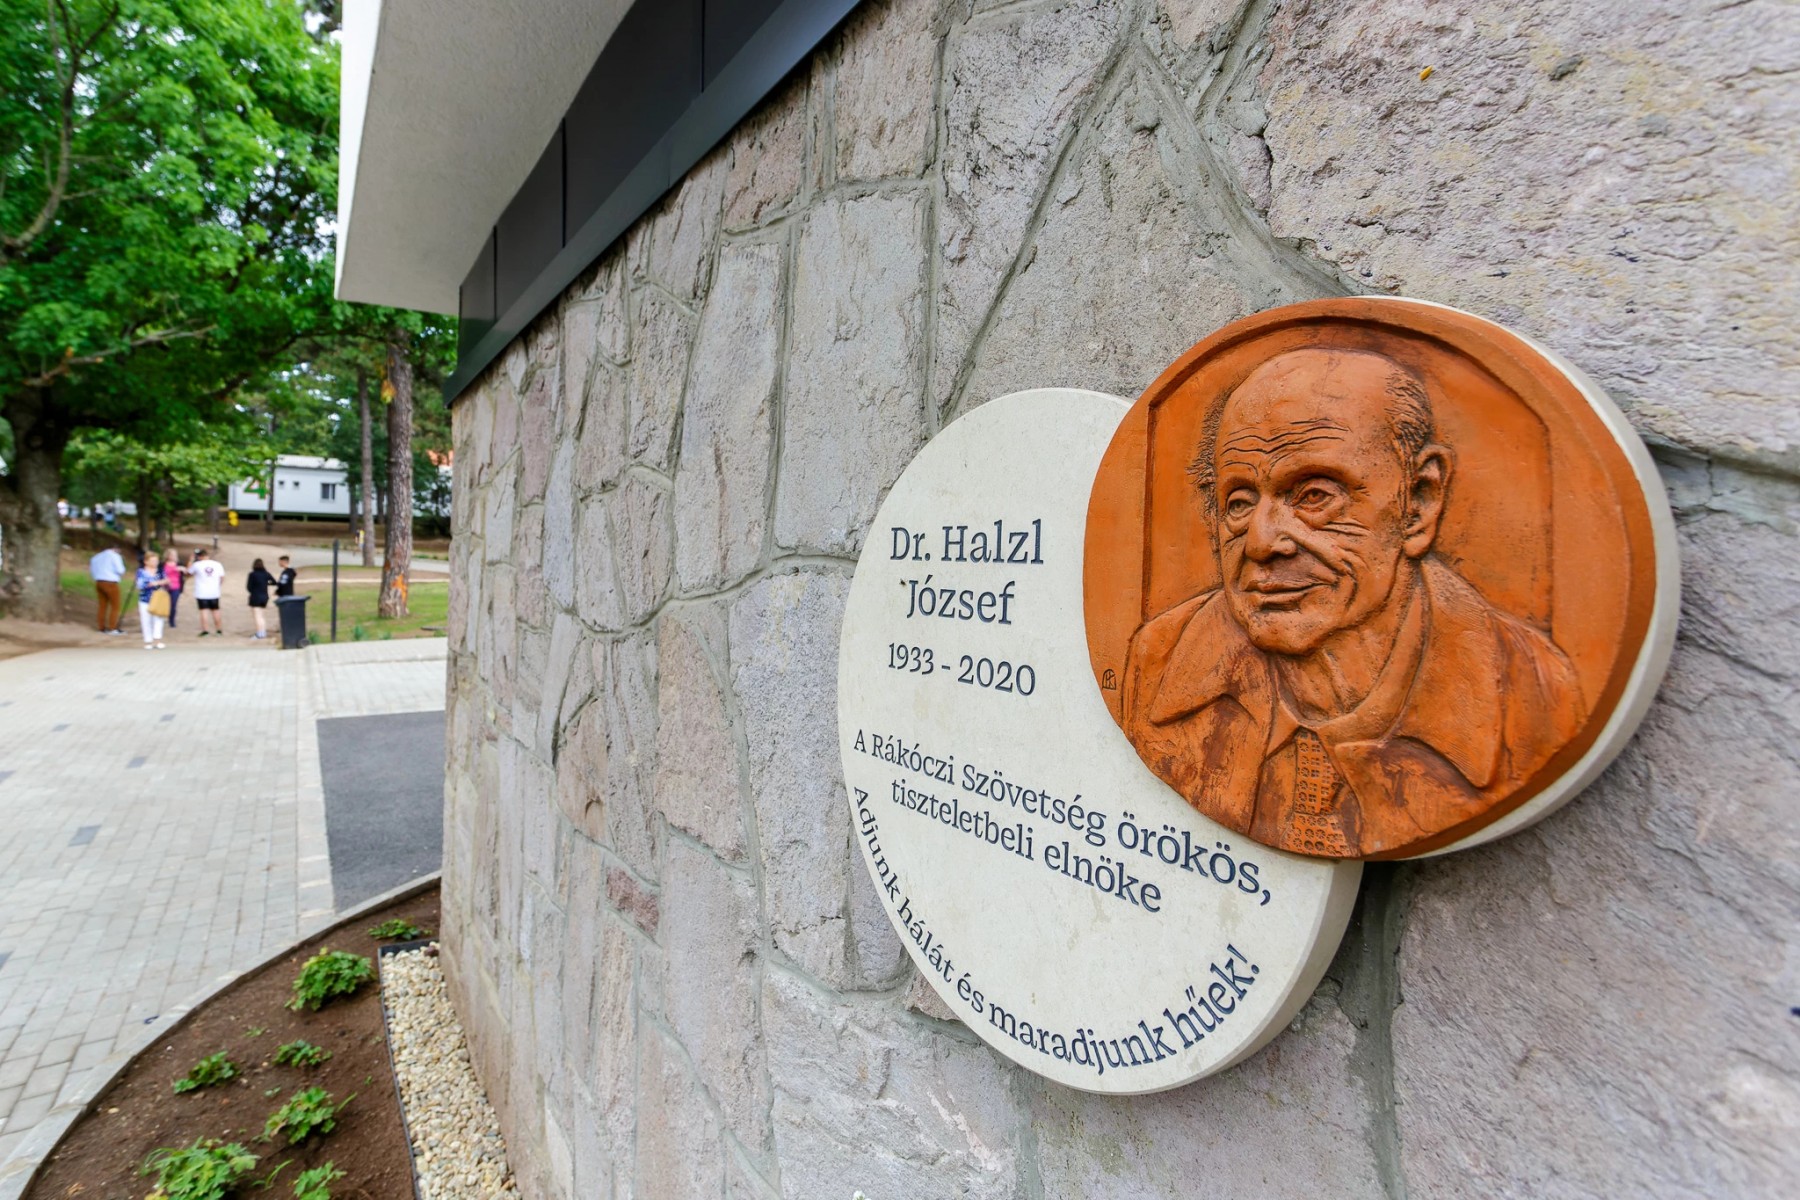 Dr. Halzl
József
1933 - 2020
A Rákóczi Szövetség örökös,
tiszteletbeli elnöke
Adjunk hálát és maradjunk hűek!